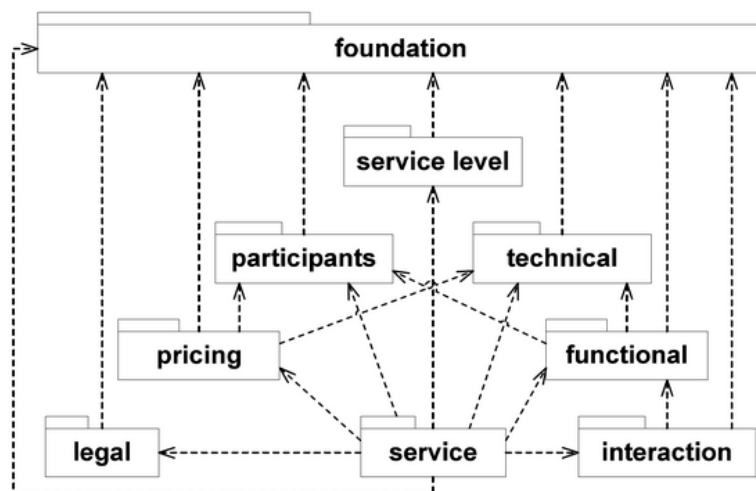 foundation
service level
participants
technical
pricing
functional
legal
service
interaction